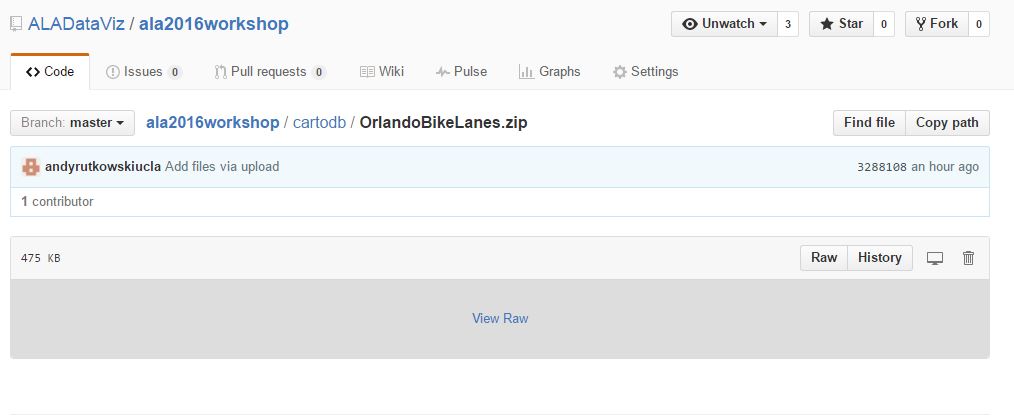 ALADataViz / ala2016workshop Unwatch 3 Star 0 Fork 0
Code Issues 0 Pull requests 0 Wiki Pulse Graphs Settings
Branch: master ala2016workshop / cartodb / OrlandoBikeLanes.zip Find file Copy path
andyrutkowskiucla Add files via upload 3288108 an hour ago
1 contributor
475 KB Raw History
View Raw